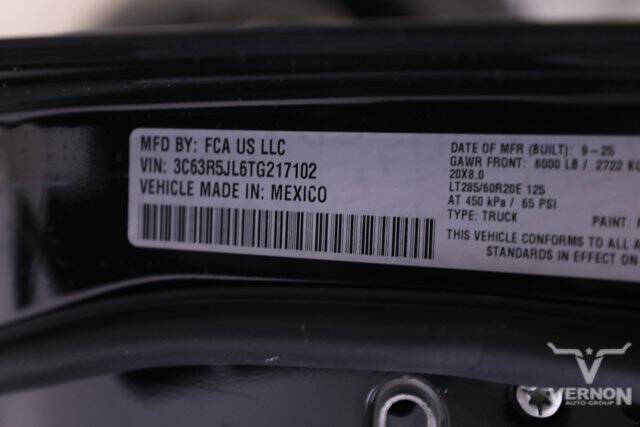 MFD BY: FCA US LLC
VIN: 3C63R5JL6TG217102
VEHICLE MADE IN: MEXICO
DATE OF MFR (BUILT): 9-25
GAWR FRONT: 6000 LB / 2722 KG
20X8.0
LT285/60R20E 125
AT 450 kPa / 65 PSI
TYPE: TRUCK
PAINT:
THIS VEHICLE CONFORMS TO ALL
STANDARDS IN EFFECT ON
VERNON
AUTO GROUP